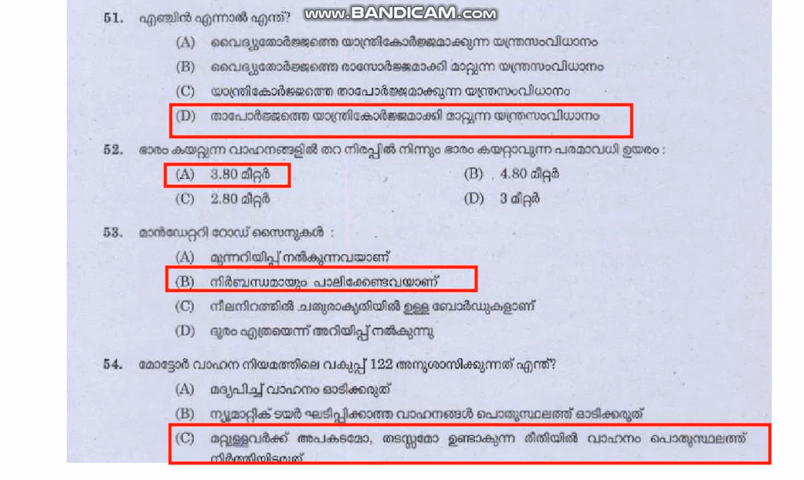 www.BANDICAM.com
51. എഞ്ചിൻ എന്നാൽ എന്ത്?
(A) വൈദ്യുതോർജ്ജത്തെ യാന്ത്രികോർജ്ജമാക്കുന്ന യന്ത്രസംവിധാനം
(B) വൈദ്യുതോർജ്ജത്തെ രാസോർജ്ജമാക്കി മാറ്റുന്ന യന്ത്രസംവിധാനം
(C) യാന്ത്രികോർജ്ജത്തെ താപോർജ്ജമാക്കുന്ന യന്ത്രസംവിധാനം
(D) താപോർജ്ജത്തെ യാന്ത്രികോർജ്ജമാക്കി മാറ്റുന്ന യന്ത്രസംവിധാനം
52. ഭാരം കയറ്റുന്ന വാഹനങ്ങളിൽ തറ നിരപ്പിൽ നിന്നും ഭാരം കയറ്റാവുന്ന പരമാവധി ഉയരം :
(A) 3.80 മീറ്റർ (B) 4.80 മീറ്റർ
(C) 2.80 മീറ്റർ (D) 3 മീറ്റർ
53. മാൻഡേറ്ററി റോഡ് സൈനുകൾ :
(A) മുന്നറിയിപ്പ് നൽകുന്നവയാണ്
(B) നിർബന്ധമായും പാലിക്കേണ്ടവയാണ്
(C) നീലനിറത്തിൽ ചതുരാകൃതിയിൽ ഉള്ള ബോർഡുകളാണ്
(D) ദൂരം എത്രയെന്ന് അറിയിപ്പ് നൽകുന്നു
54. മോട്ടോർ വാഹന നിയമത്തിലെ വകുപ്പ് 122 അനുശാസിക്കുന്നത് എന്ത്?
(A) മദ്യപിച്ച് വാഹനം ഓടിക്കരുത്
(B) ന്യൂമാറ്റിക് ടയർ ഘടിപ്പിക്കാത്ത വാഹനങ്ങൾ പൊതുസ്ഥലത്ത് ഓടിക്കരുത്
(C) മറ്റുള്ളവർക്ക് അപകടമോ, തടസ്സമോ ഉണ്ടാകുന്ന രീതിയിൽ വാഹനം പൊതുസ്ഥലത്ത്
നിർത്തിയിടരുത്